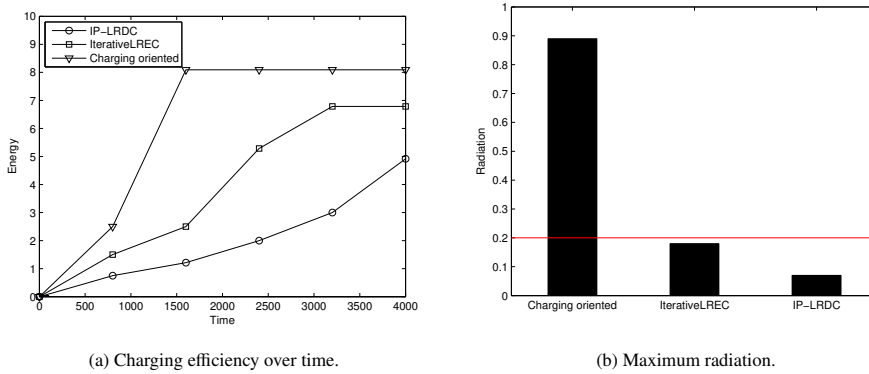 10
9
8
7
6
5
4
3
2
1
0
Energy
IP−LRDC
IterativeLREC
Charging oriented
0 500 1000 1500 2000 2500 3000 3500 4000
Time
(a) Charging efficiency over time.
1
0.9
0.8
0.7
0.6
0.5
0.4
0.3
0.2
0.1
0
Radiation
Charging oriented IterativeLREC IP−LRDC
(b) Maximum radiation.